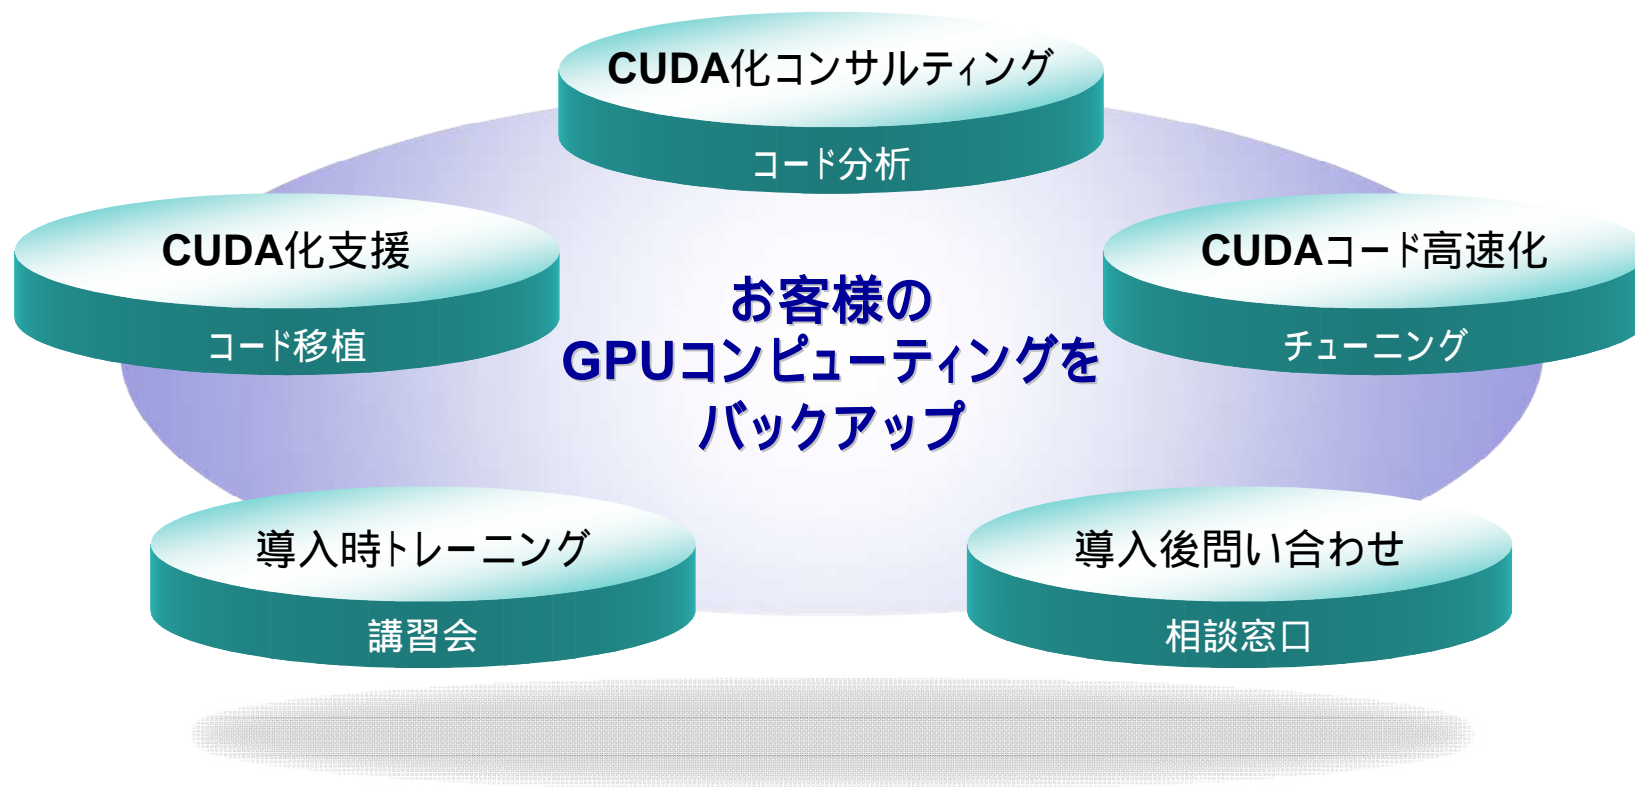 CUDA化コンサルティング
コード分析
CUDA化支援
コード移植
CUDAコード高速化
チューニング
お客様の
GPUコンピューティングを
バックアップ
導入時トレーニング
講習会
導入後問い合わせ
相談窓口